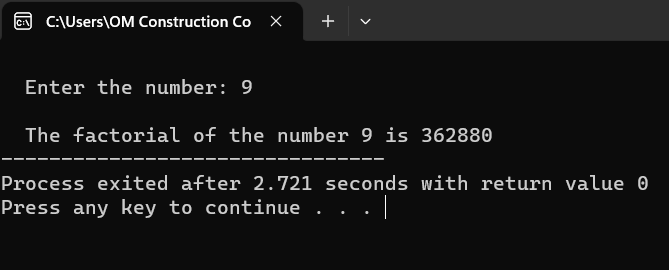 C:\Users\OM Construction Co
Enter the number: 9
The factorial of the number 9 is 362880
--------------------------------
Process exited after 2.721 seconds with return value 0
Press any key to continue . . .